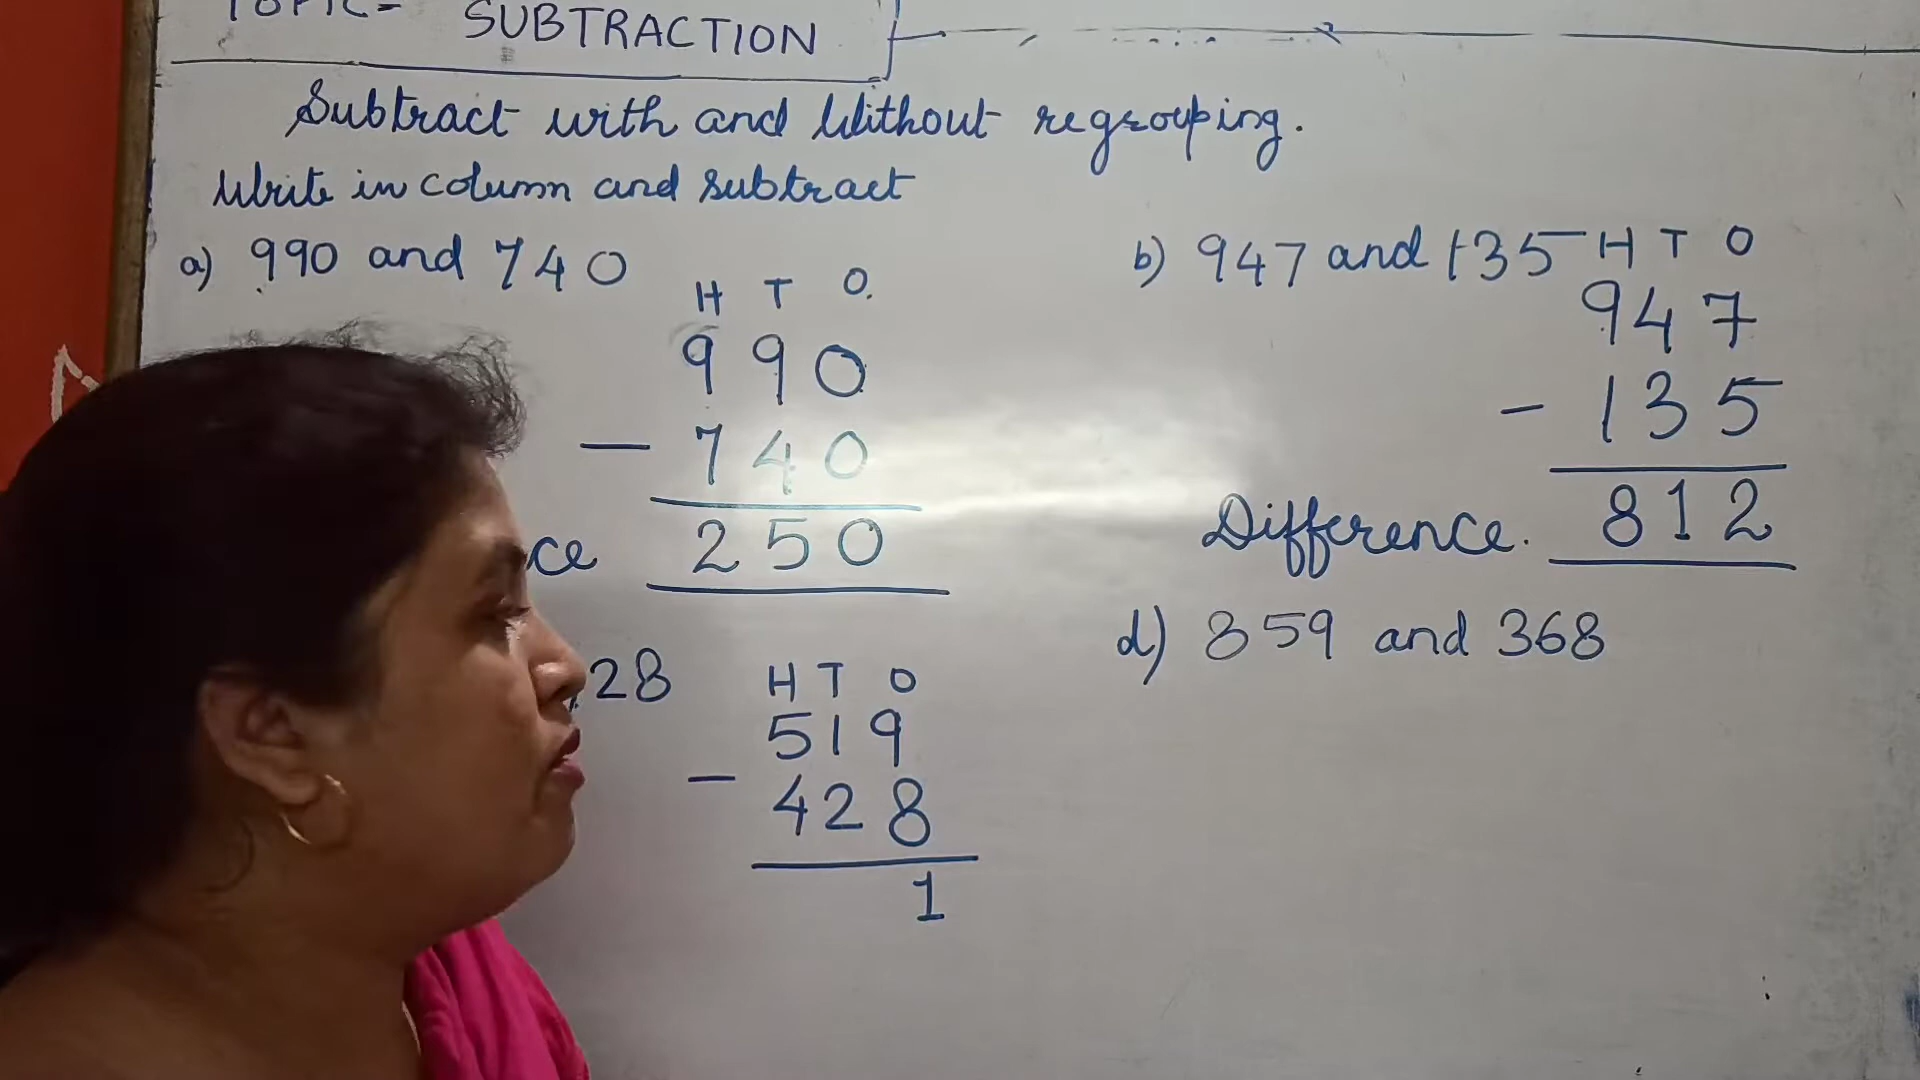 TOPIC- SUBTRACTION
Subtract with and Without regrouping.
Write in column and subtract
a) 990 and 740
H T O.
990
- 740
250
b) 947 and 135 H T O
947
- 135
Difference. 812
28 H T O
519
- 428
1
d) 859 and 368